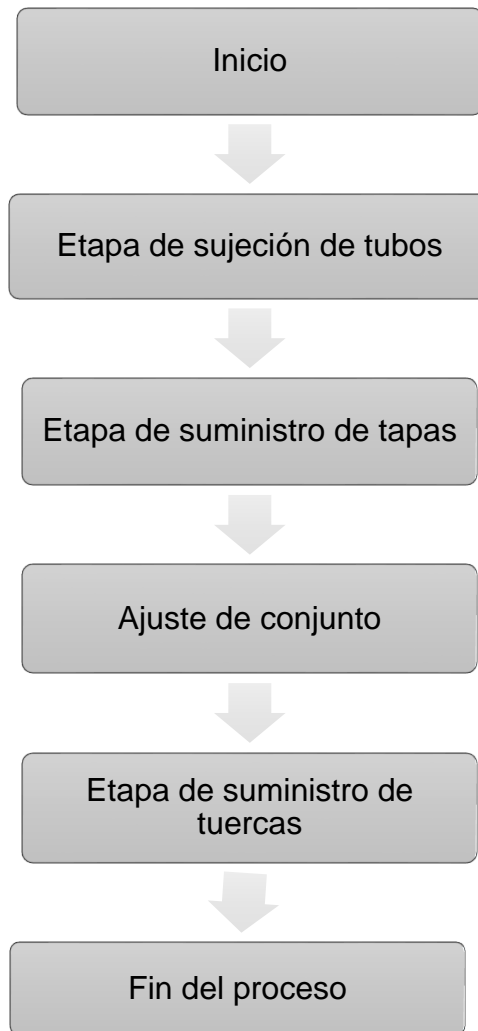 Inicio
Etapa de sujeción de tubos
Etapa de suministro de tapas
Ajuste de conjunto
Etapa de suministro de
tuercas
Fin del proceso